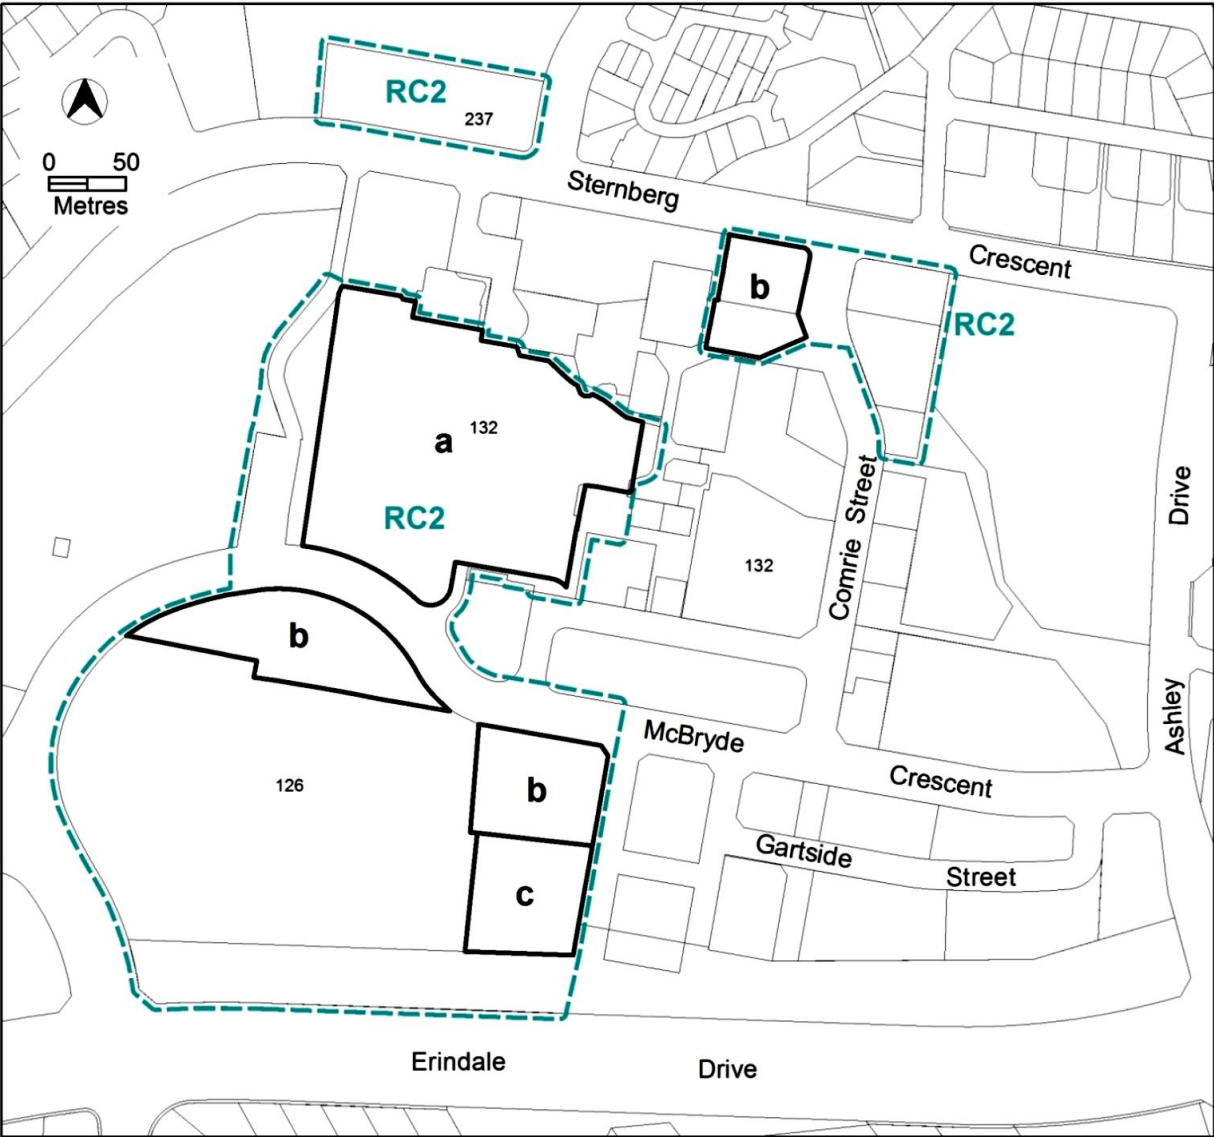 RC2
237
0 50
Metres
Sternberg
Crescent
b
RC2
a
132
RC2
Comrie Street
132
Drive
b
Ashley
McBryde
Crescent
126
b
Gartside
Street
c
Erindale
Drive